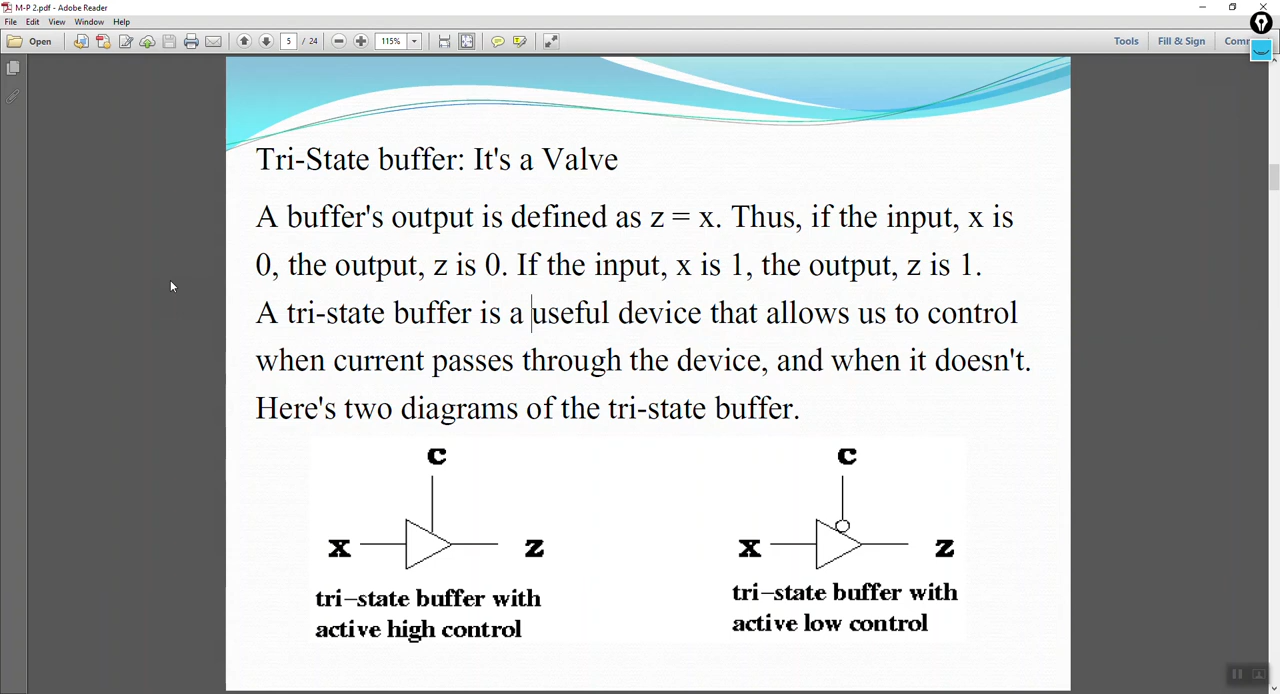 M-P 2.pdf - Adobe Reader
File Edit View Window Help
Open 5 / 24 115% Tools Fill & Sign
Tri-State buffer: It's a Valve
A buffer's output is defined as z = x. Thus, if the input, x is
0, the output, z is 0. If the input, x is 1, the output, z is 1.
A tri-state buffer is a useful device that allows us to control
when current passes through the device, and when it doesn't.
Here's two diagrams of the tri-state buffer.
c c
x z x z
tri-state buffer with
active high control
tri-state buffer with
active low control